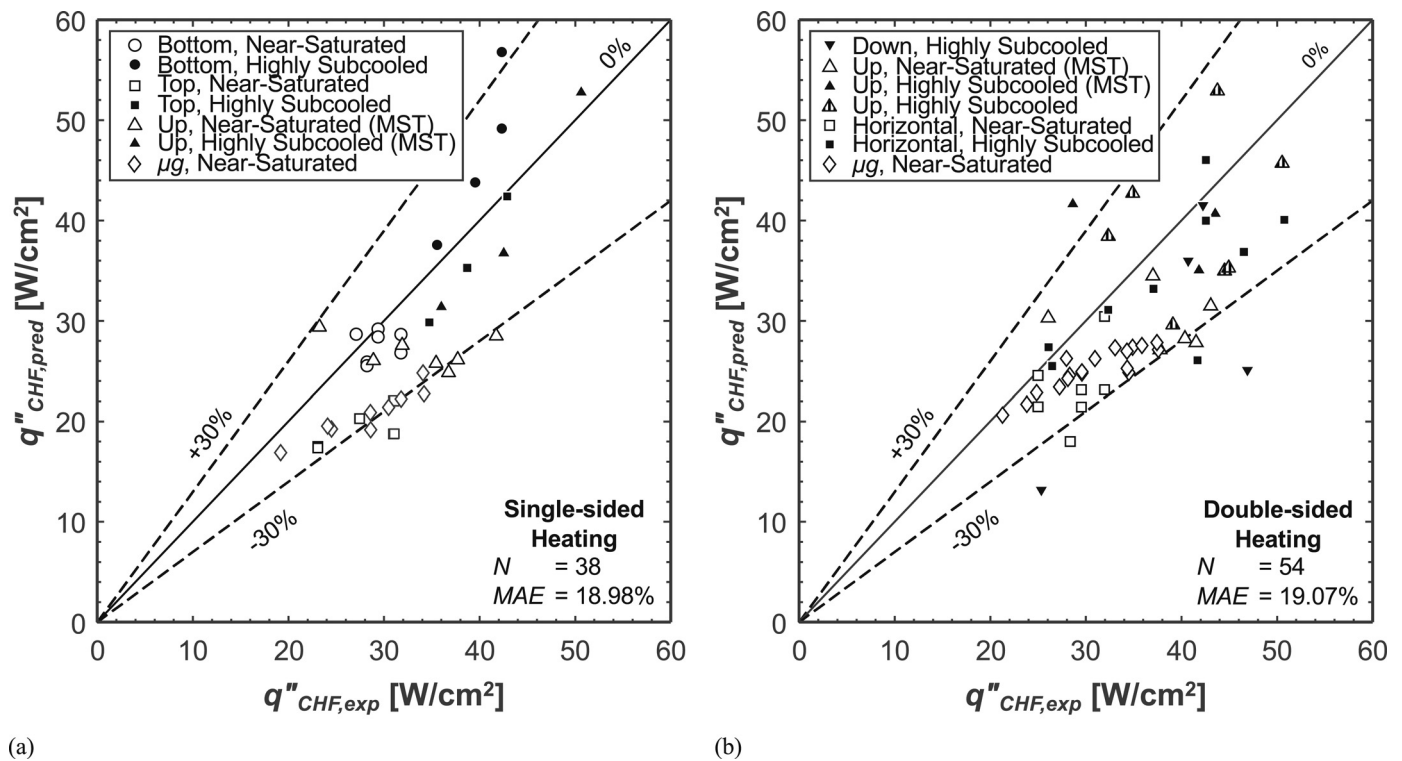 60
50
40
30
20
10
0
q″CHF,pred [W/cm²]
Bottom, Near-Saturated
Bottom, Highly Subcooled
Top, Near-Saturated
Top, Highly Subcooled
Up, Near-Saturated (MST)
Up, Highly Subcooled (MST)
μg, Near-Saturated
0%
+30%
-30%
Single-sided
Heating
N = 38
MAE = 18.98%
0 10 20 30 40 50 60
q″CHF,exp [W/cm²]
(a)
60
50
40
30
20
10
0
q″CHF,pred [W/cm²]
Down, Highly Subcooled
Up, Near-Saturated (MST)
Up, Highly Subcooled (MST)
Up, Highly Subcooled
Horizontal, Near-Saturated
Horizontal, Highly Subcooled
μg, Near-Saturated
0%
+30%
-30%
Double-sided
Heating
N = 54
MAE = 19.07%
0 10 20 30 40 50 60
q″CHF,exp [W/cm²]
(b)